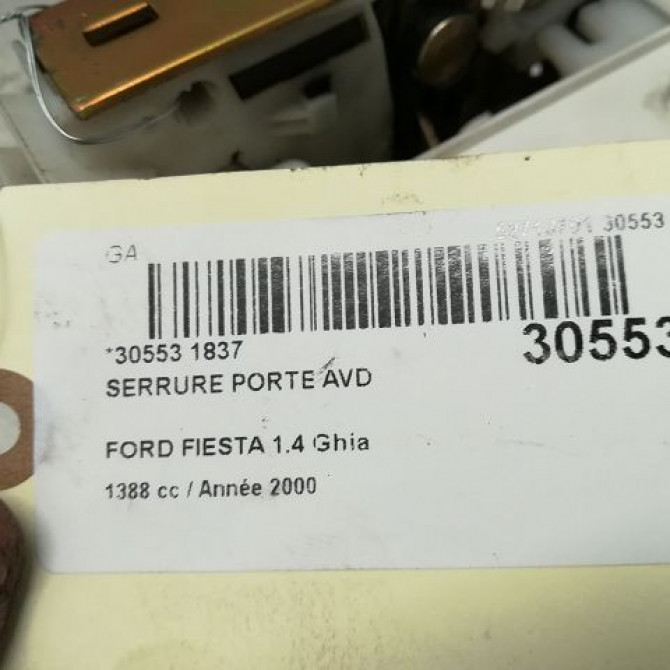 GA
30553
*30553 1837
30553
SERRURE PORTE AVD
FORD FIESTA 1.4 Ghia
1388 cc / Année 2000